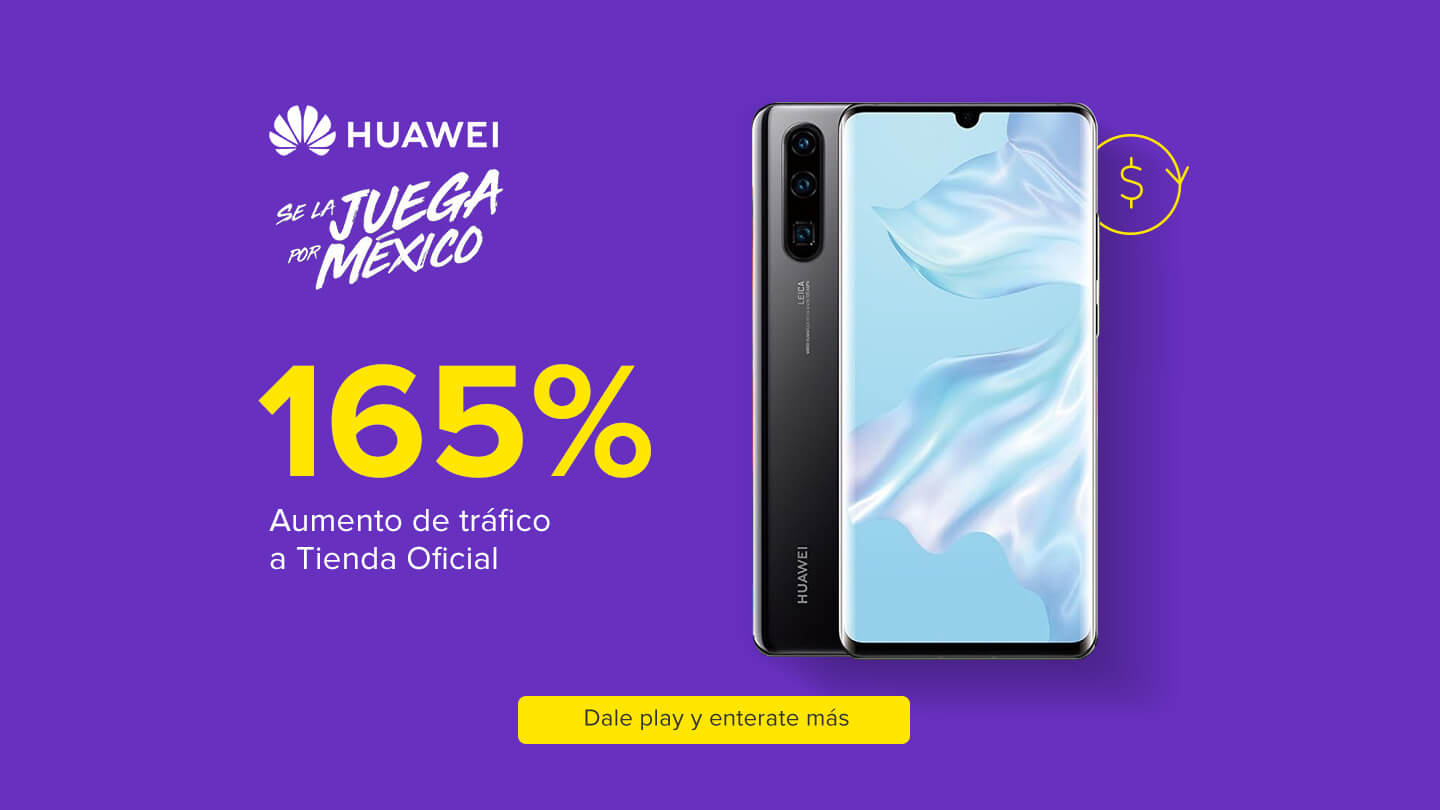 HUAWEI
SE LA JUEGA
POR MÉXICO
165%
Aumento de tráfico
a Tienda Oficial
LEICA
HUAWEI
$
Dale play y enterate más